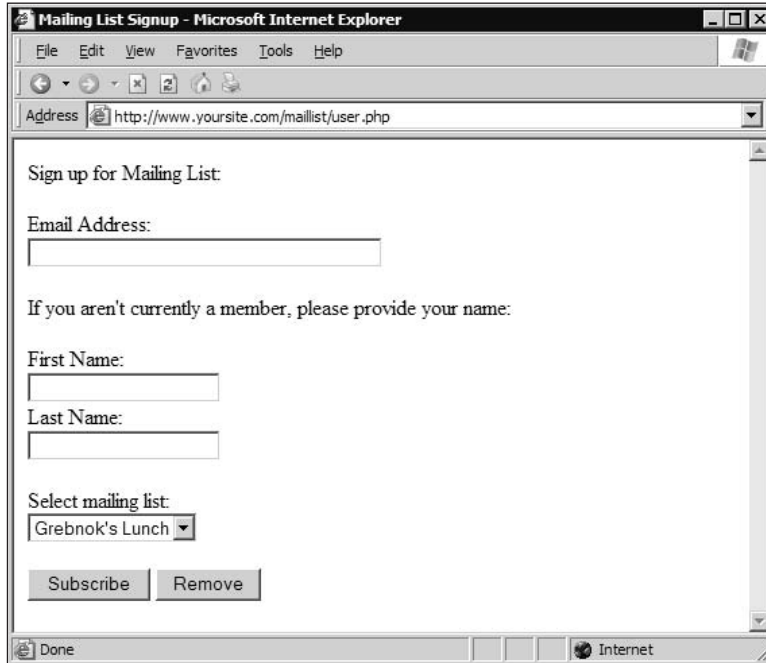 Mailing List Signup - Microsoft Internet Explorer
File Edit View Favorites Tools Help
Address http://www.yoursite.com/maillist/user.php
Sign up for Mailing List:
Email Address:
If you aren't currently a member, please provide your name:
First Name:
Last Name:
Select mailing list:
Grebnok's Lunch
Subscribe Remove
Done Internet